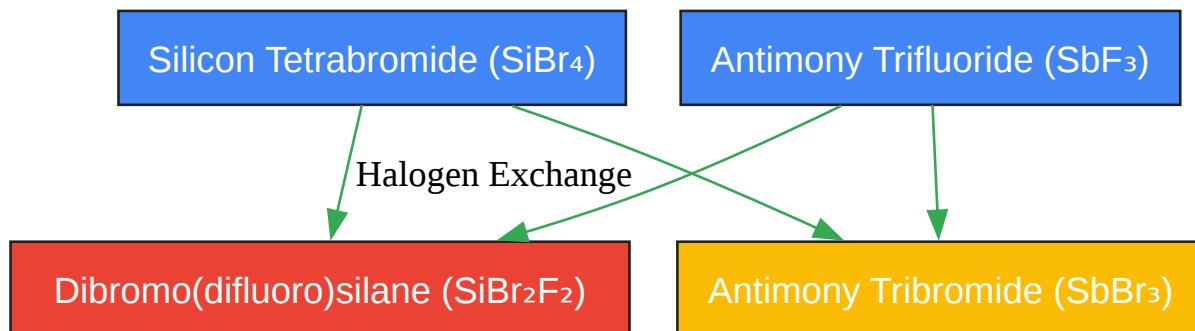 Silicon Tetrabromide (SiBr₄)
Antimony Trifluoride (SbF₃)
Halogen Exchange
Dibromo(difluoro)silane (SiBr₂F₂)
Antimony Tribromide (SbBr₃)